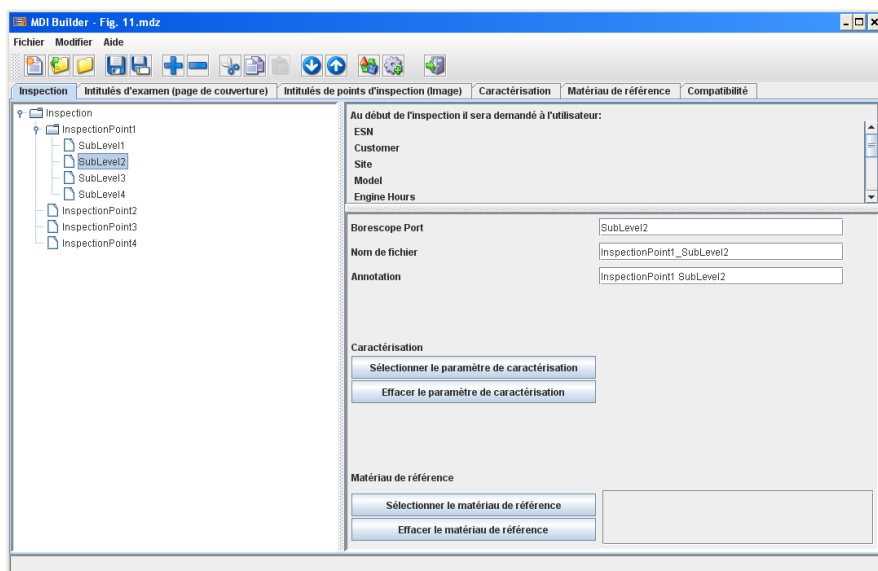 MDI Builder - Fig. 11.mdz
Fichier Modifier Aide
Inspection Intitulés d'examen (page de couverture) Intitulés de points d'inspection (Image) Caractérisation Matériau de référence Compatibilité
Inspection
InspectionPoint1
SubLevel1
SubLevel2
SubLevel3
SubLevel4
InspectionPoint2
InspectionPoint3
InspectionPoint4
Au début de l'inspection il sera demandé à l'utilisateur:
ESN
Customer
Site
Model
Engine Hours
Borescope Port SubLevel2
Nom de fichier InspectionPoint1_SubLevel2
Annotation InspectionPoint1 SubLevel2
Caractérisation
Sélectionner le paramètre de caractérisation
Effacer le paramètre de caractérisation
Matériau de référence
Sélectionner le matériau de référence
Effacer le matériau de référence